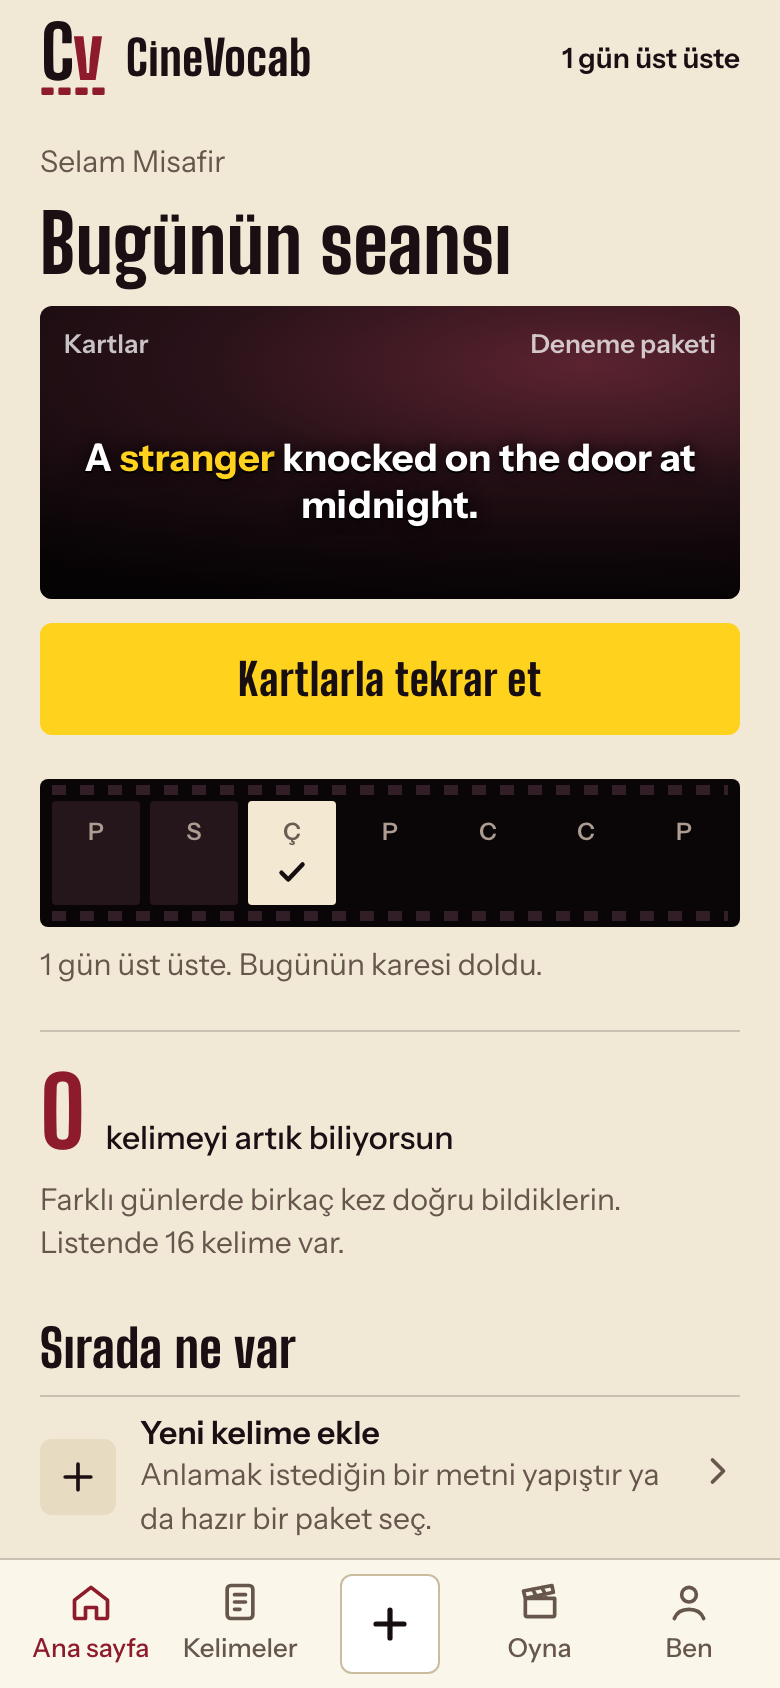 Cv CineVocab
1 gün üst üste
Selam Misafir
Bugünün seansı
Kartlar
Deneme paketi
A stranger knocked on the door at
midnight.
Kartlarla tekrar et
P S Ç P C C P
1 gün üst üste. Bugünün karesi doldu.
0 kelimeyi artık biliyorsun
Farklı günlerde birkaç kez doğru bildiklerin.
Listende 16 kelime var.
Sırada ne var
Yeni kelime ekle
Anlamak istediğin bir metni yapıştır ya
da hazır bir paket seç.
Ana sayfa
Kelimeler
Oyna
Ben